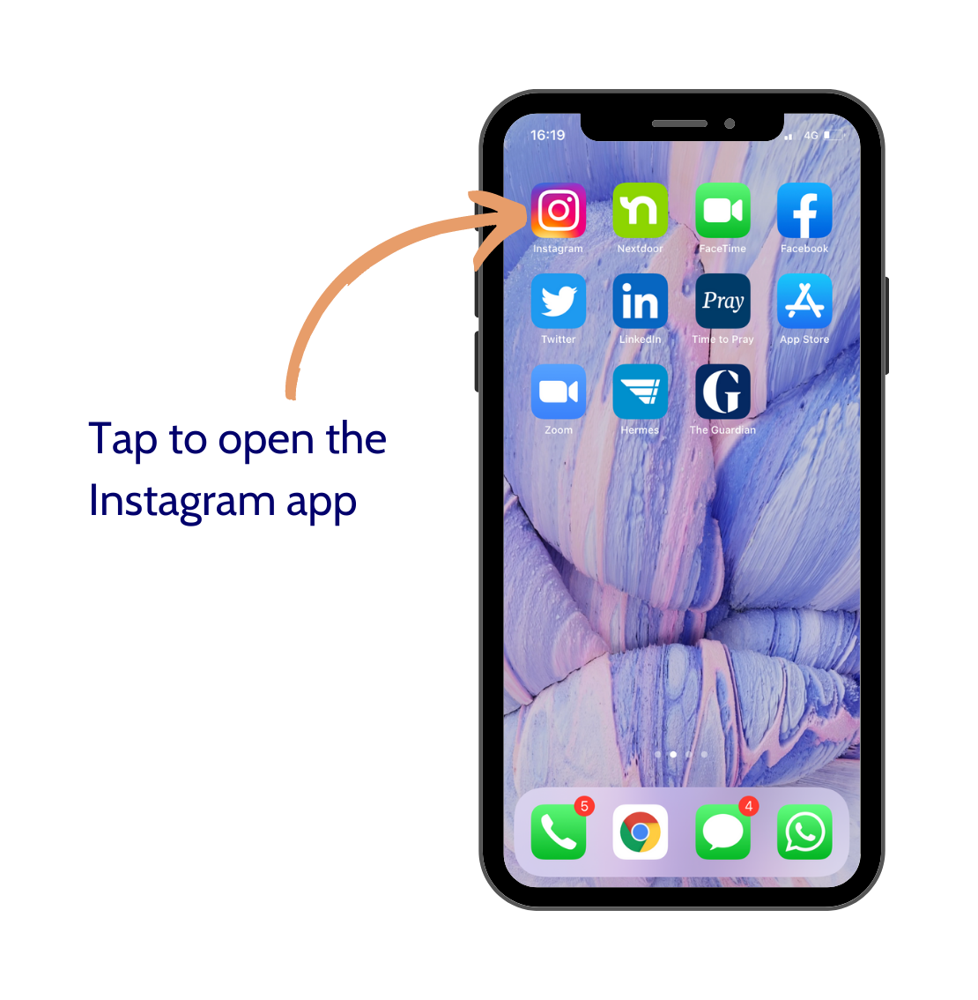 16:19
4G
Instagram
Nextdoor
FaceTime
Facebook
in
Pray
Twitter
LinkedIn
Time to Pray
App Store
G
Zoom
Hermes
The Guardian
Tap to open the
Instagram app
5
4